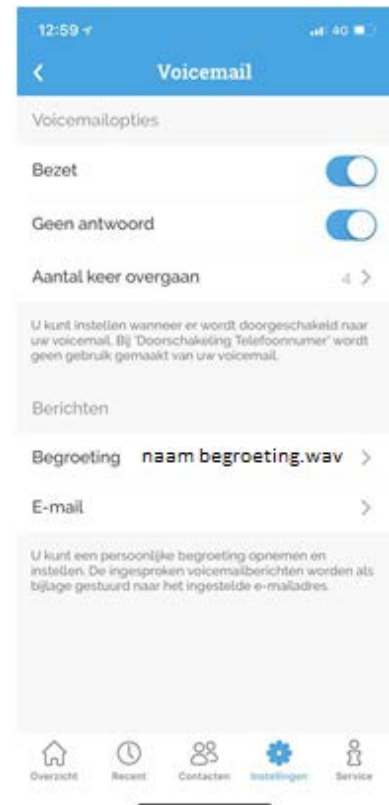 12:59
4G
Voicemail
Voicemailopties
Bezet
Geen antwoord
Aantal keer overgaan 4
U kunt instellen wanneer er wordt doorgeschakeld naar
uw voicemail. Bij 'Doorschakeling Telefoonnumer' wordt
geen gebruik gemaakt van uw voicemail.
Berichten
Begroeting naam begroeting.wav
E-mail
U kunt een persoonlijke begroeting opnemen en
instellen. De ingesproken voicemailberichten worden als
bijlage gestuurd naar het ingestelde e-mailadres.
Overzicht Recent Contacten Instellingen Service